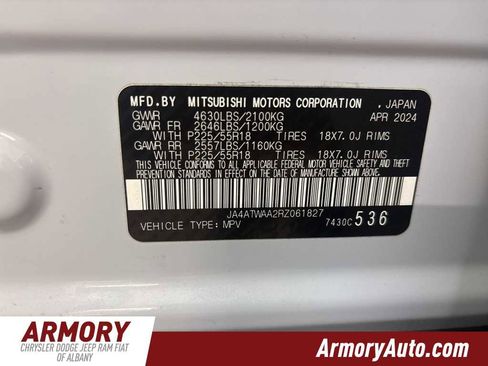 MFD.BY MITSUBISHI MOTORS CORPORATION, JAPAN
GVWR 4630LBS/2100KG APR 2024
GAWR FR 2646LBS/1200KG
WITH P225/55R18 TIRES 18X7.0J RIMS
GAWR RR 2557LBS/1160KG
WITH P225/55R18 TIRES 18X7.0J RIMS
THIS VEHICLE CONFORMS TO ALL APPLICABLE
FEDERAL MOTOR VEHICLE SAFETY AND
THEFT PREVENTION STANDARDS IN EFFECT ON
THE DATE OF MANUFACTURE SHOWN ABOVE.
JA4ATWAA2RZ061827
VEHICLE TYPE: MPV 7430C 536
ARMORY
CHRYSLER DODGE JEEP RAM FIAT
OF ALBANY
ArmoryAuto.com